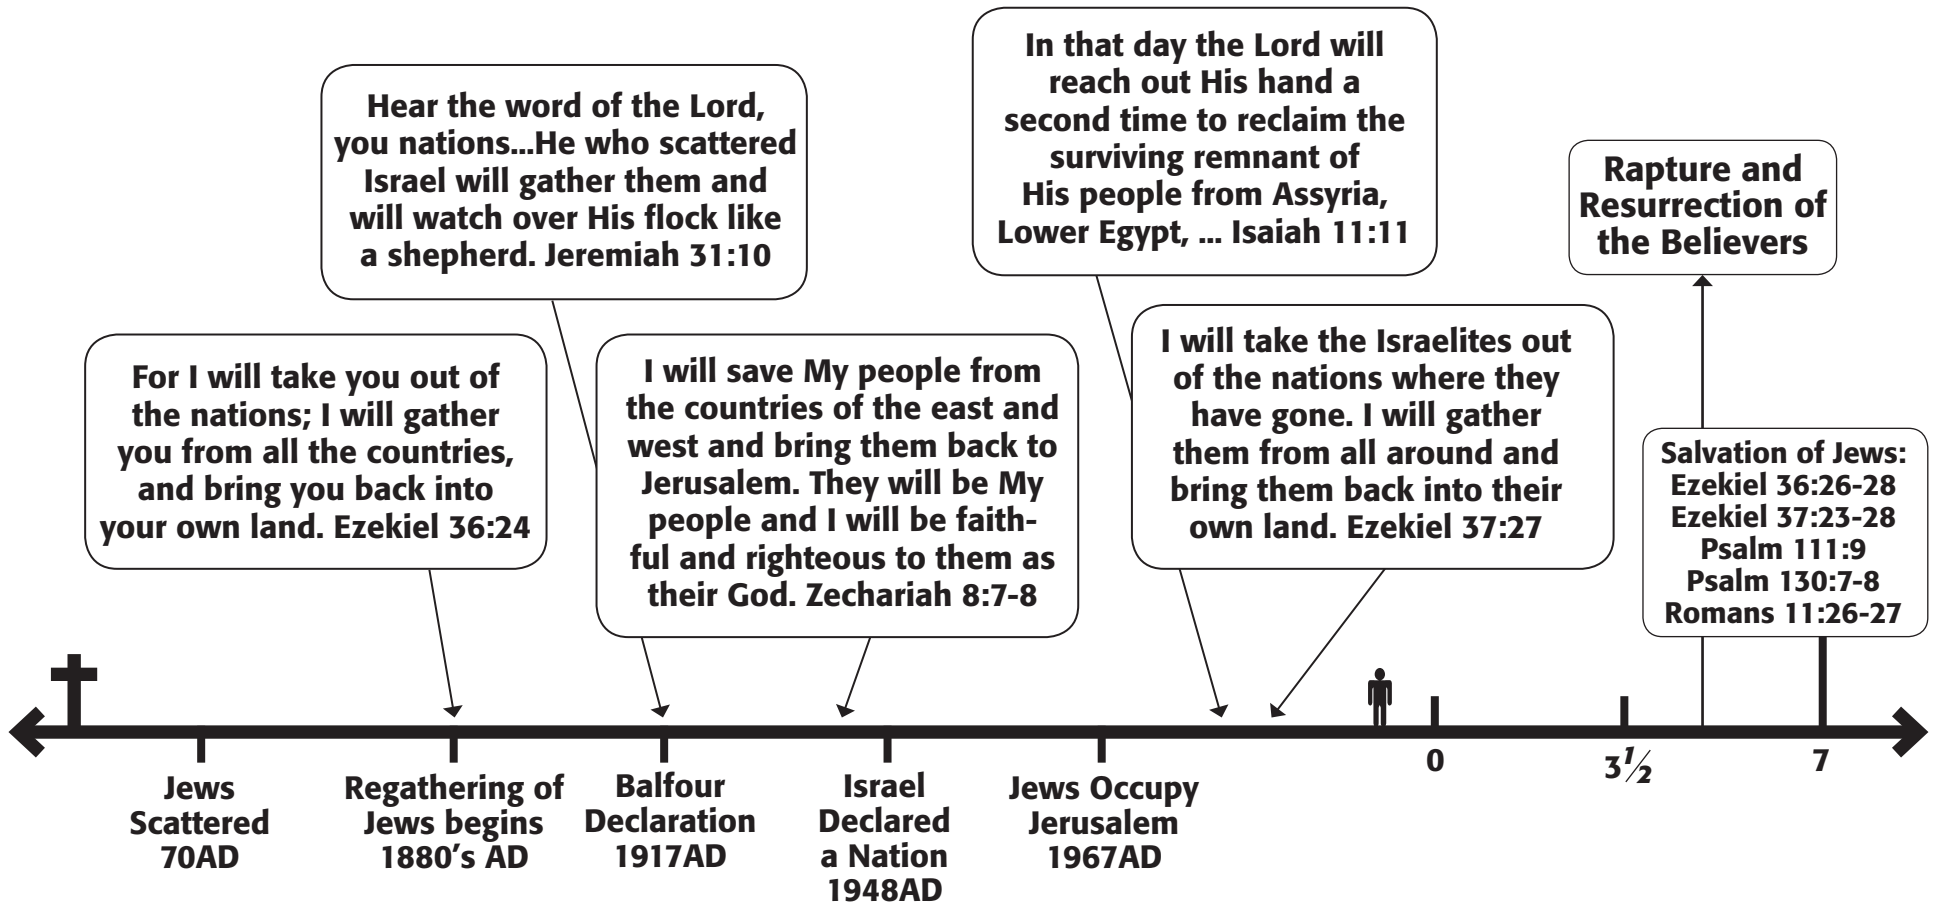 Hear the word of the Lord,
you nations...He who scattered
Israel will gather them and
will watch over His flock like
a shepherd. Jeremiah 31:10
In that day the Lord will
reach out His hand a
second time to reclaim the
surviving remnant of
His people from Assyria,
Lower Egypt, ... Isaiah 11:11
Rapture and
Resurrection of
the Believers
For I will take you out of
the nations; I will gather
you from all the countries,
and bring you back into
your own land. Ezekiel 36:24
I will save My people from
the countries of the east and
west and bring them back to
Jerusalem. They will be My
people and I will be faith-
ful and righteous to them as
their God. Zechariah 8:7-8
I will take the Israelites out
of the nations where they
have gone. I will gather
them from all around and
bring them back into their
own land. Ezekiel 37:27
Salvation of Jews:
Ezekiel 36:26-28
Ezekiel 37:23-28
Psalm 111:9
Psalm 130:7-8
Romans 11:26-27
Jews
Scattered
70AD
Regathering of
Jews begins
1880's AD
Balfour
Declaration
1917AD
Israel
Declared
a Nation
1948AD
Jews Occupy
Jerusalem
1967AD
0
3 1/2
7